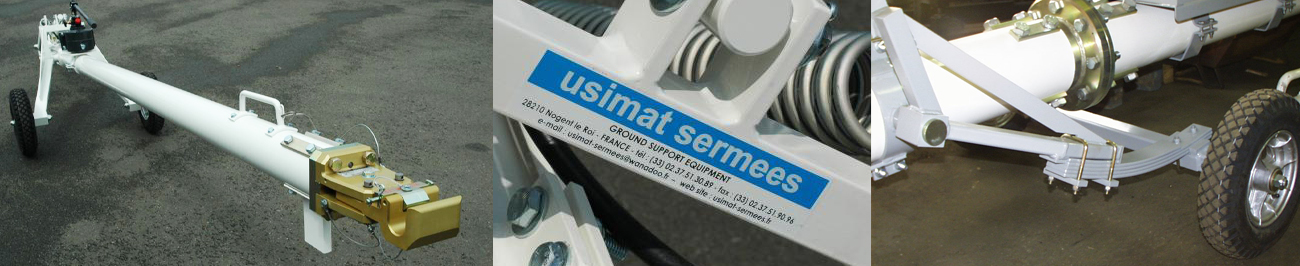 usimat sermees
GROUND SUPPORT EQUIPMENT
28210 Nogent le Roi - FRANCE - tél : (33) 02.37.51.30.89 - fax : (33) 02.37.51.90.96
e-mail : usimat-sermees@wanadoo.fr - web site : usimat-sermees.fr